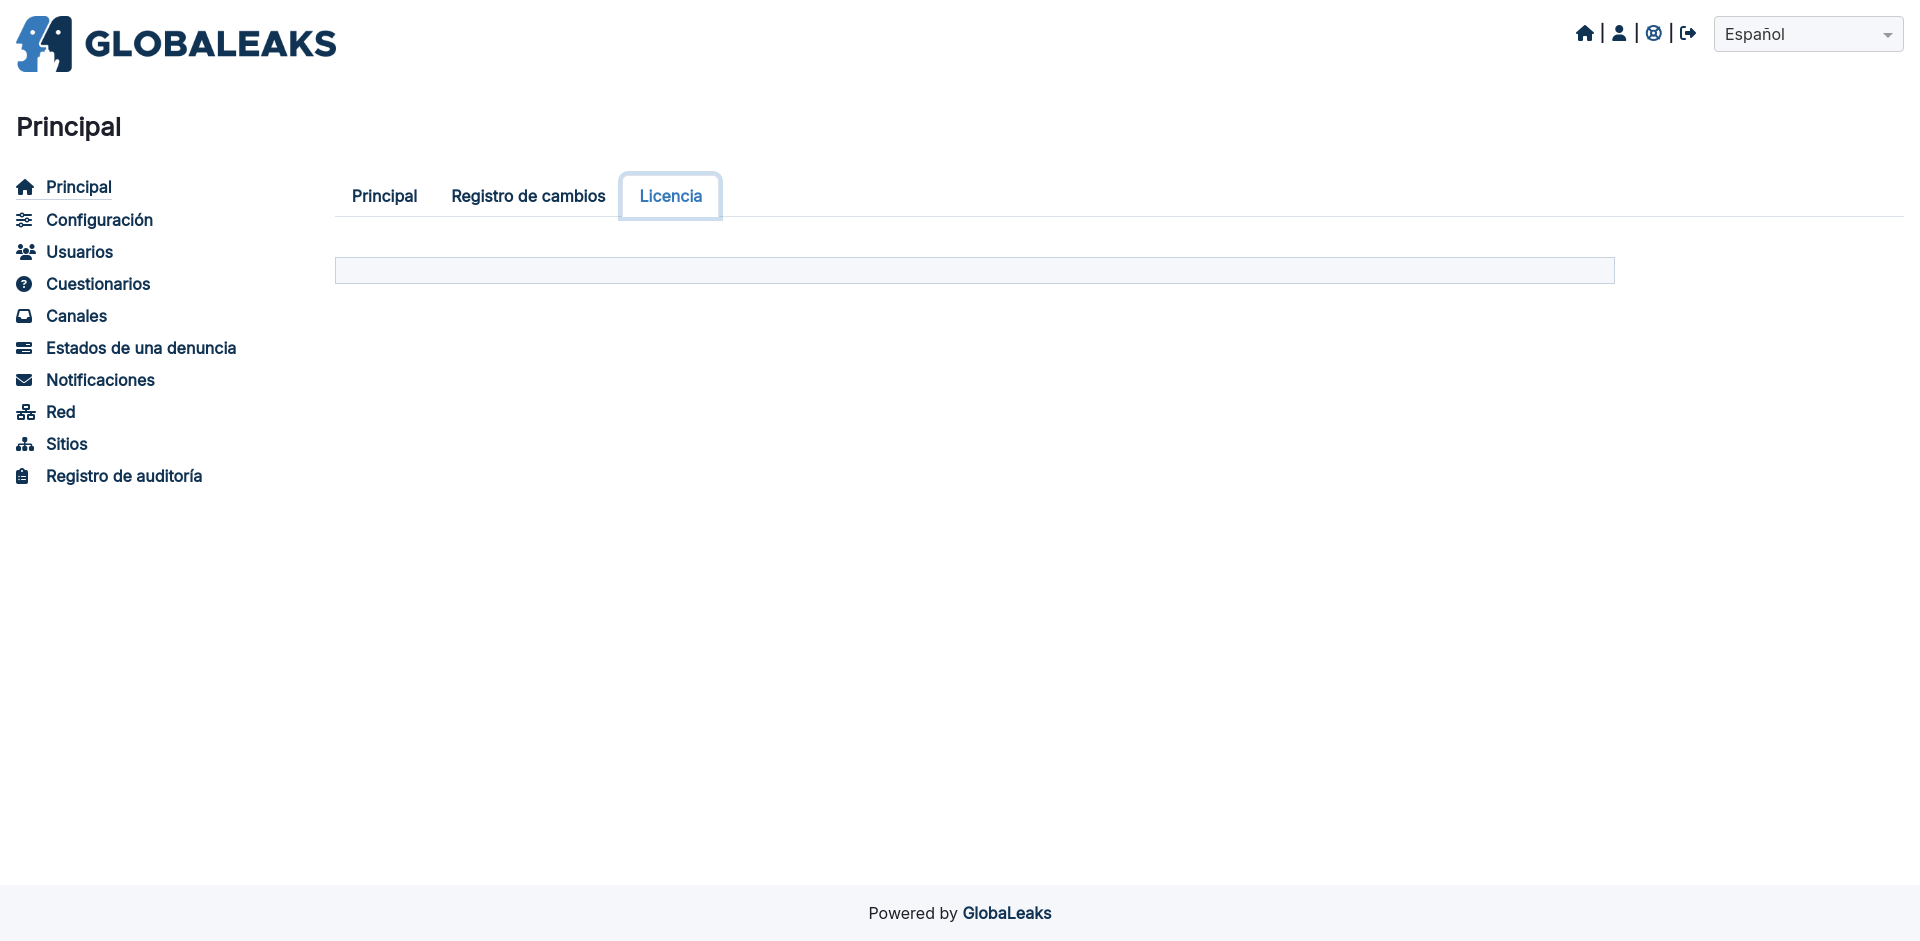 GLOBALEAKS
Español
Principal
Principal
Configuración
Usuarios
Cuestionarios
Canales
Estados de una denuncia
Notificaciones
Red
Sitios
Registro de auditoría
Principal
Registro de cambios
Licencia
Powered by GlobaLeaks